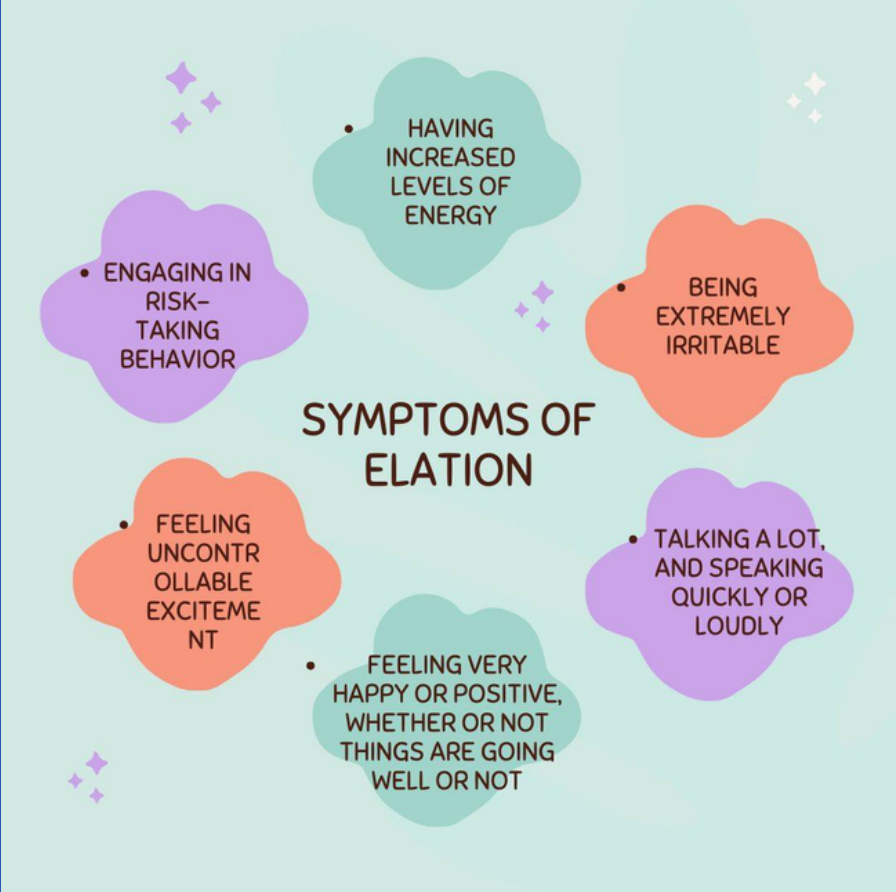 • HAVING
INCREASED
LEVELS OF
ENERGY
• ENGAGING IN
RISK-
TAKING
BEHAVIOR
• BEING
EXTREMELY
IRRITABLE
SYMPTOMS OF
ELATION
• FEELING
UNCONTR
OLLABLE
EXCITEME
NT
• TALKING A LOT,
AND SPEAKING
QUICKLY OR
LOUDLY
• FEELING VERY
HAPPY OR POSITIVE,
WHETHER OR NOT
THINGS ARE GOING
WELL OR NOT